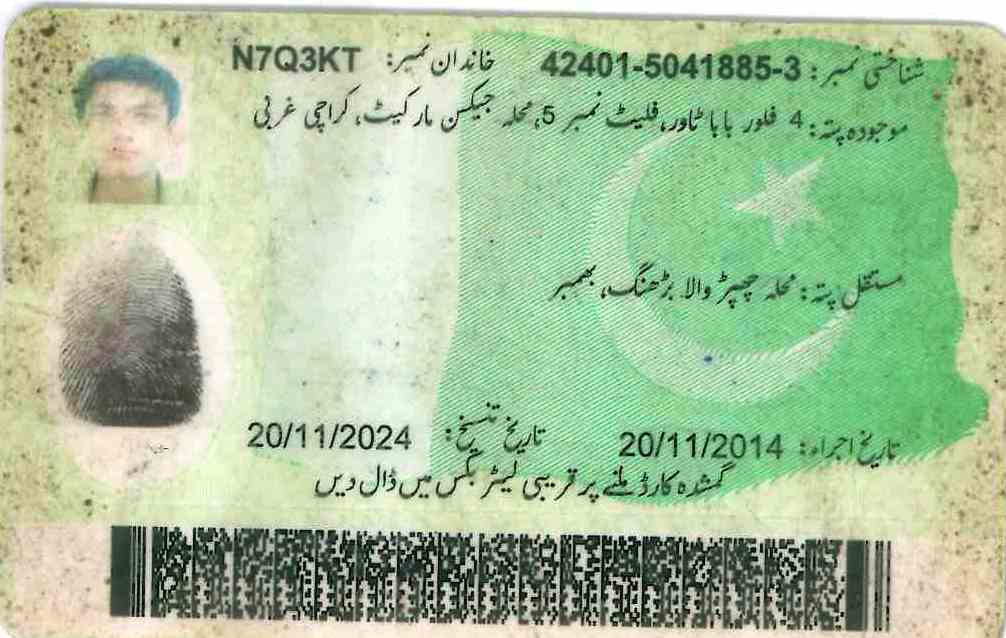 شناختی نمبر: 42401-5041885-3 خاندان نمبر: N7Q3KT
موجودہ پتہ: 4 فلور بابا ٹاور، فلیٹ نمبر 5، محلہ جیکسن مارکیٹ، کراچی غربی
مستقل پتہ: محلہ چھپڑ والا بڑھنگ، بھمبر
تاریخ اجراء: 20/11/2014 تاریخ تنسیخ: 20/11/2024
گمشدہ کارڈ ملنے پر قریبی لیٹر بکس میں ڈال دیں